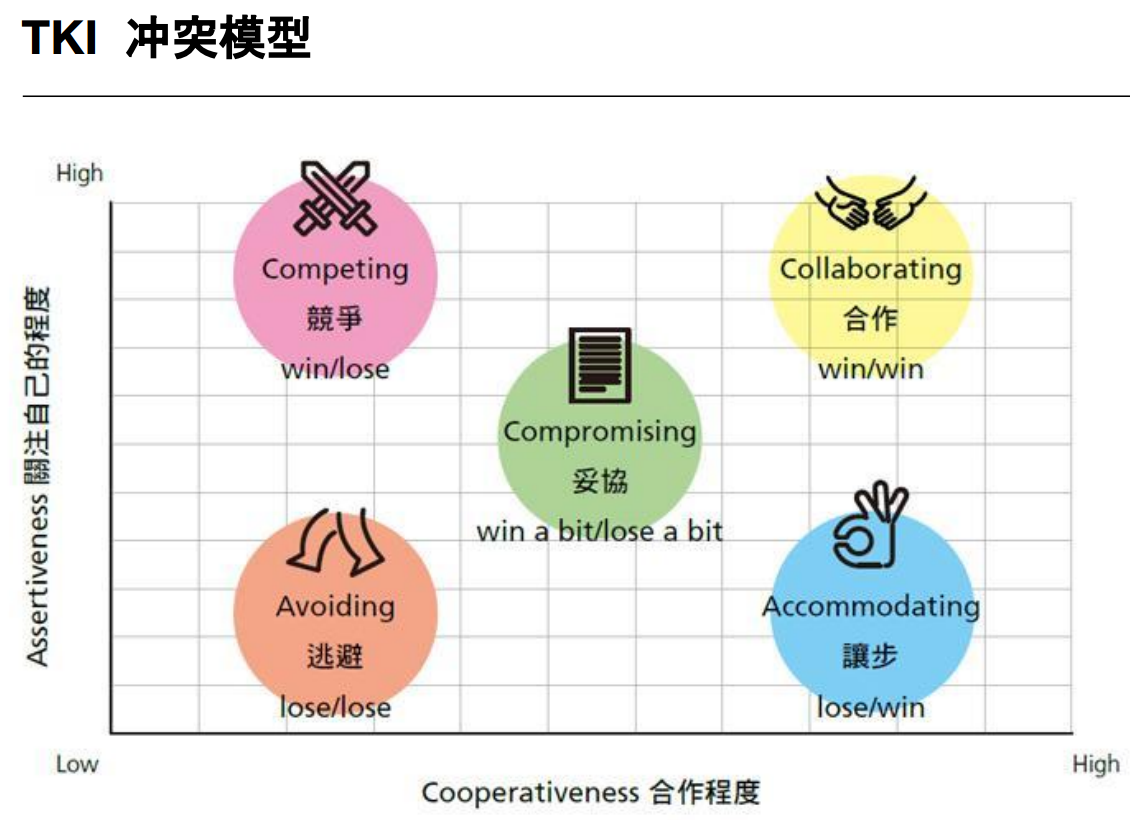 TKI 冲突模型
High
Competing
競爭
win/lose
Collaborating
合作
win/win
Compromising
妥協
win a bit/lose a bit
Avoiding
逃避
lose/lose
Accommodating
讓步
lose/win
Assertiveness 關注自己的程度
Low
High
Cooperativeness 合作程度